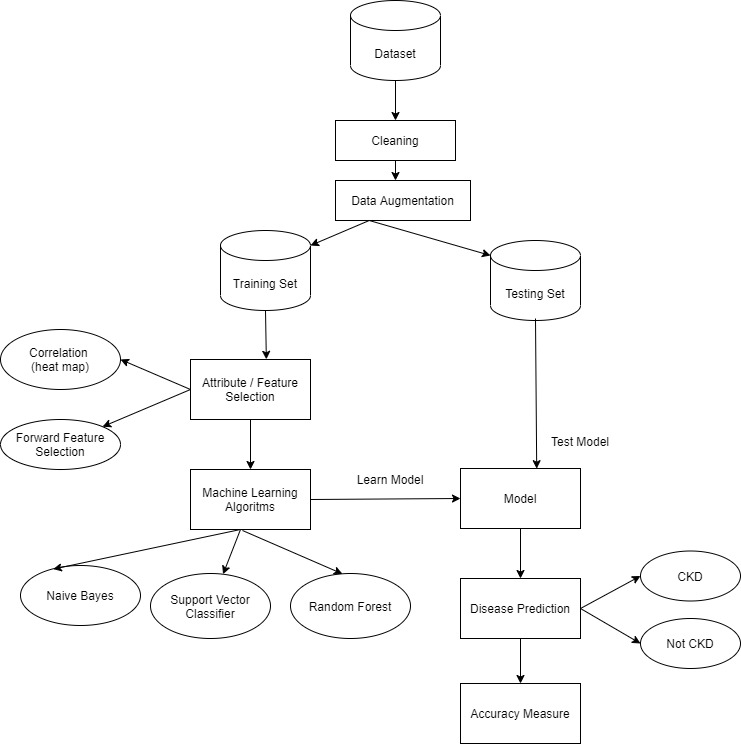 Dataset
Cleaning
Data Augmentation
Training Set
Testing Set
Correlation
(heat map)
Attribute / Feature
Selection
Forward Feature
Selection
Test Model
Learn Model
Machine Learning
Algoritms
Model
Naive Bayes
Support Vector
Classifier
Random Forest
Disease Prediction
CKD
Not CKD
Accuracy Measure